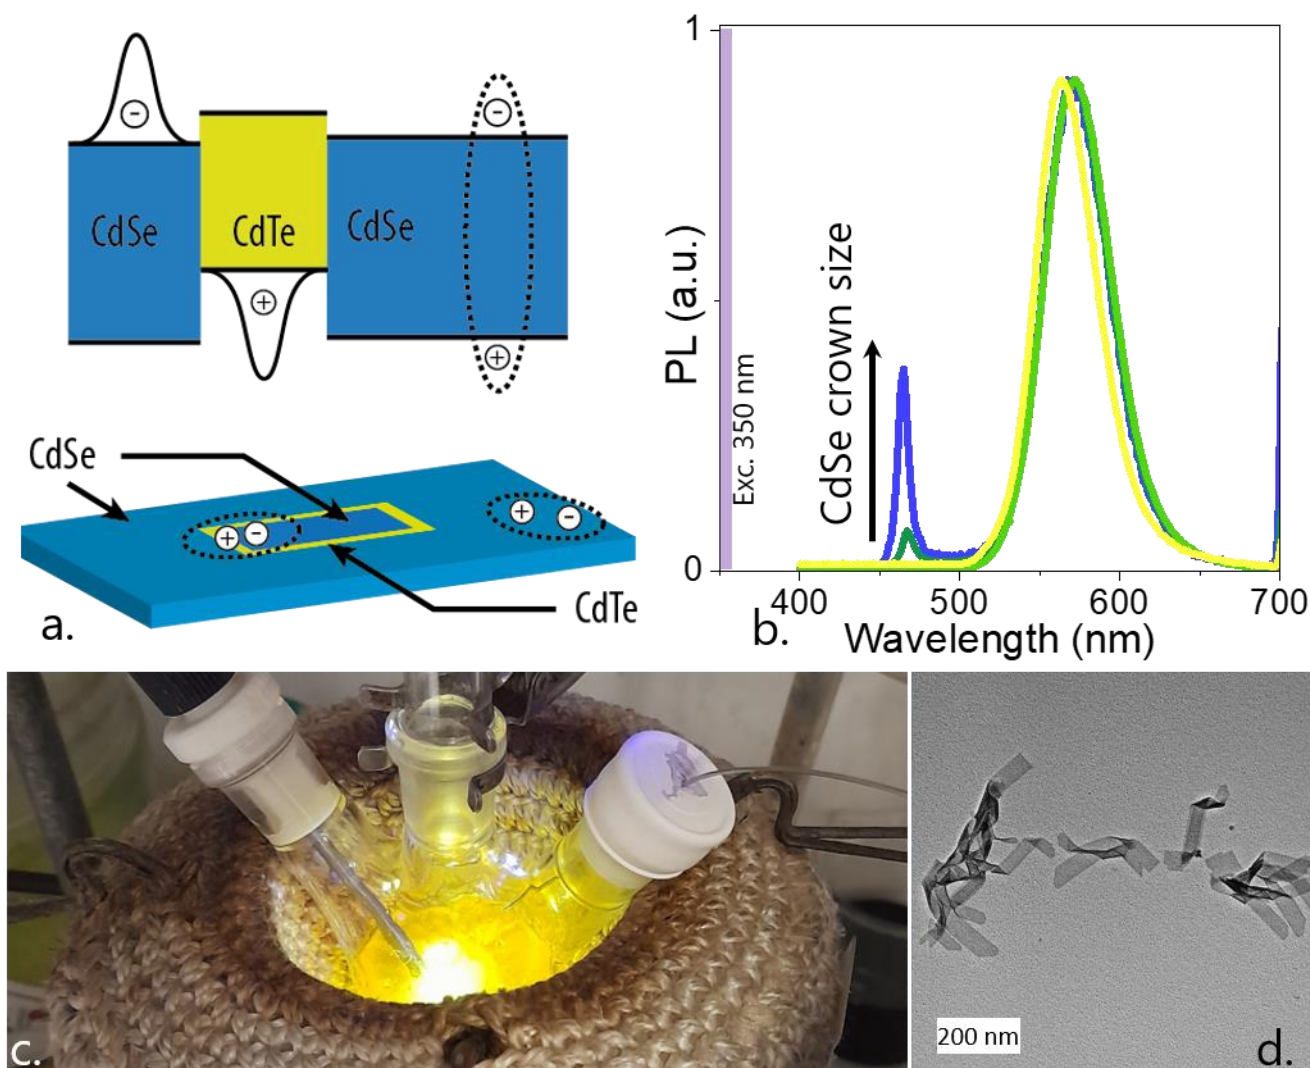 CdSe
CdTe
CdSe
CdSe
CdTe
a.
1
0
PL (a.u.)
Exc. 350 nm
CdSe crown size
400
500
600
700
Wavelength (nm)
b.
c.
200 nm
d.